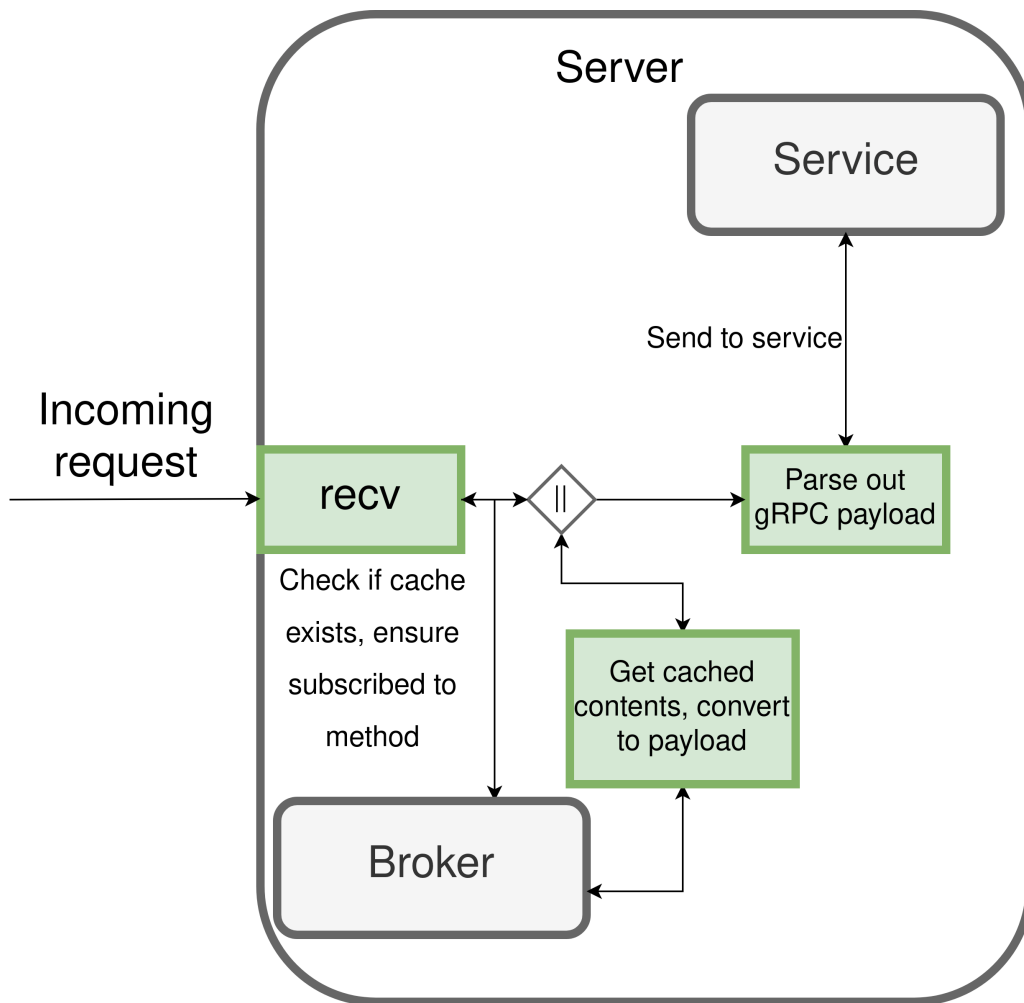 Server
Service
Send to service
Incoming
request
recv
||
Parse out
gRPC payload
Check if cache
exists, ensure
subscribed to
method
Get cached
contents, convert
to payload
Broker